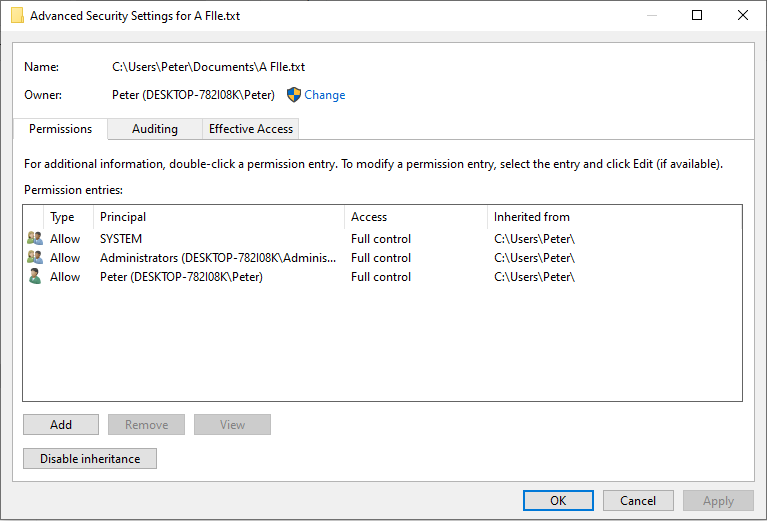 Advanced Security Settings for A FIle.txt
Name: C:\Users\Peter\Documents\A FIle.txt
Owner: Peter (DESKTOP-782I08K\Peter) Change
Permissions Auditing Effective Access
For additional information, double-click a permission entry. To modify a permission entry, select the entry and click Edit (if available).
Permission entries:
Type Principal Access Inherited from
Allow SYSTEM Full control C:\Users\Peter\
Allow Administrators (DESKTOP-782I08K\Adminis... Full control C:\Users\Peter\
Allow Peter (DESKTOP-782I08K\Peter) Full control C:\Users\Peter\
Add Remove View
Disable inheritance
OK Cancel Apply